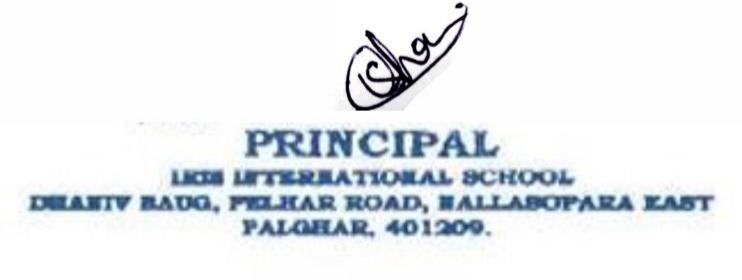 PRINCIPAL
INTERNATIONAL SCHOOL
DHANIV BAUG, PELHAR ROAD, NALLASOPARA EAST
PALGHAR, 401209.